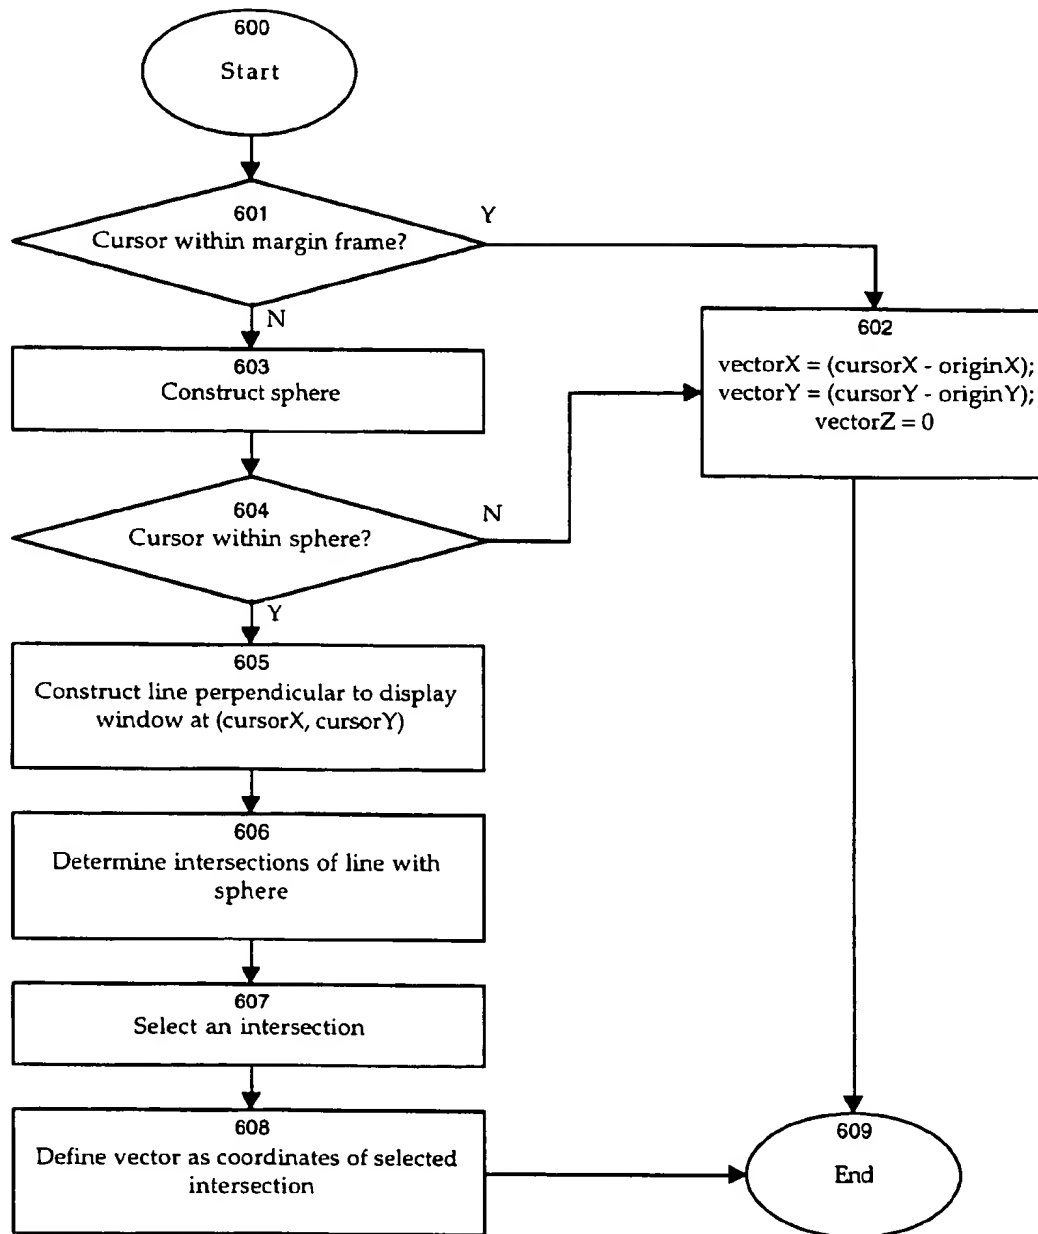 600
Start
601
Cursor within margin frame?
Y
N
602
vectorX = (cursorX - originX);
vectorY = (cursorY - originY);
vectorZ = 0
603
Construct sphere
604
Cursor within sphere?
N
Y
605
Construct line perpendicular to display
window at (cursorX, cursorY)
606
Determine intersections of line with
sphere
607
Select an intersection
608
Define vector as coordinates of selected
intersection
609
End